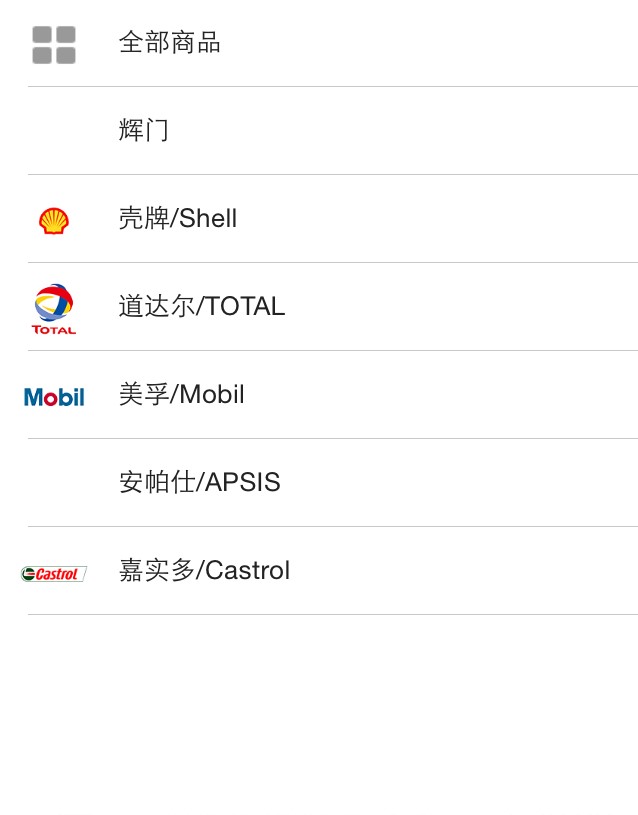 全部商品
辉门
壳牌/Shell
TOTAL
道达尔/TOTAL
Mobil
美孚/Mobil
安帕仕/APSIS
Castrol
嘉实多/Castrol